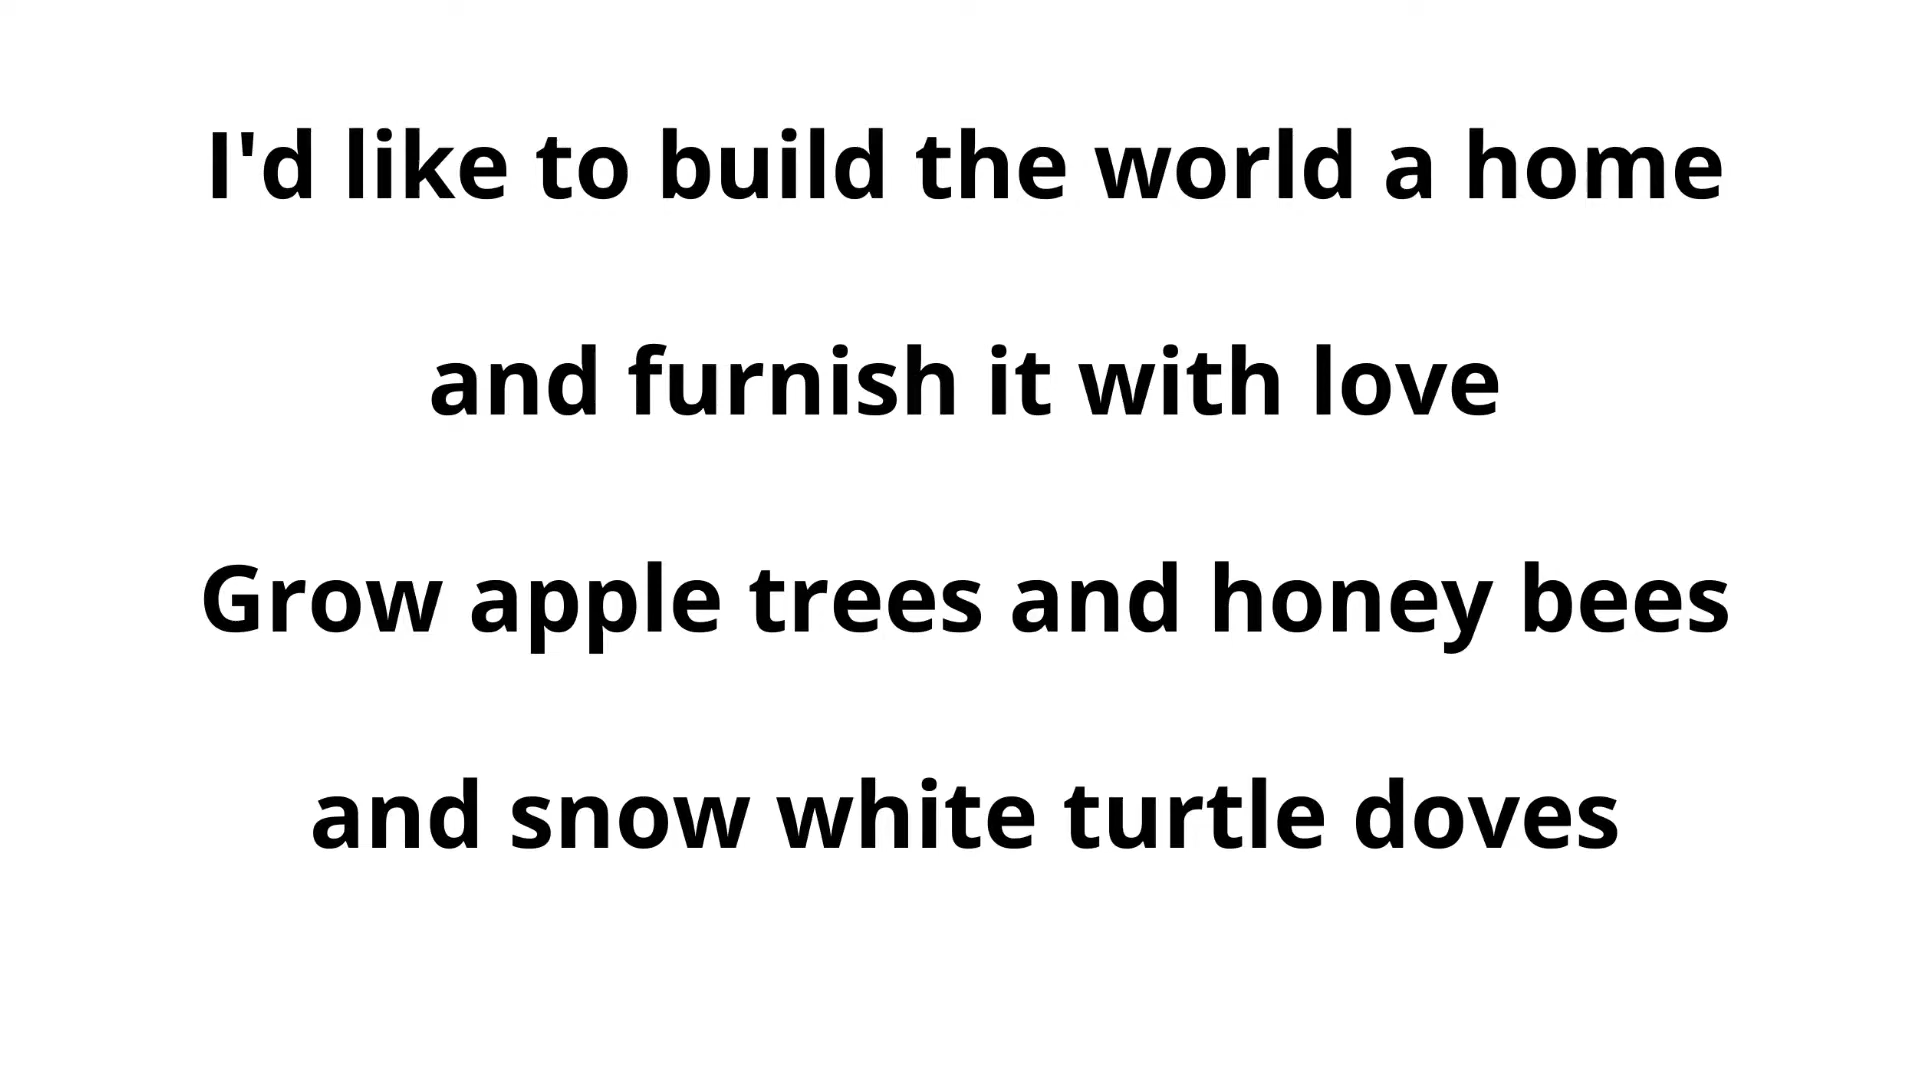 I'd like to build the world a home
and furnish it with love
Grow apple trees and honey bees
and snow white turtle doves